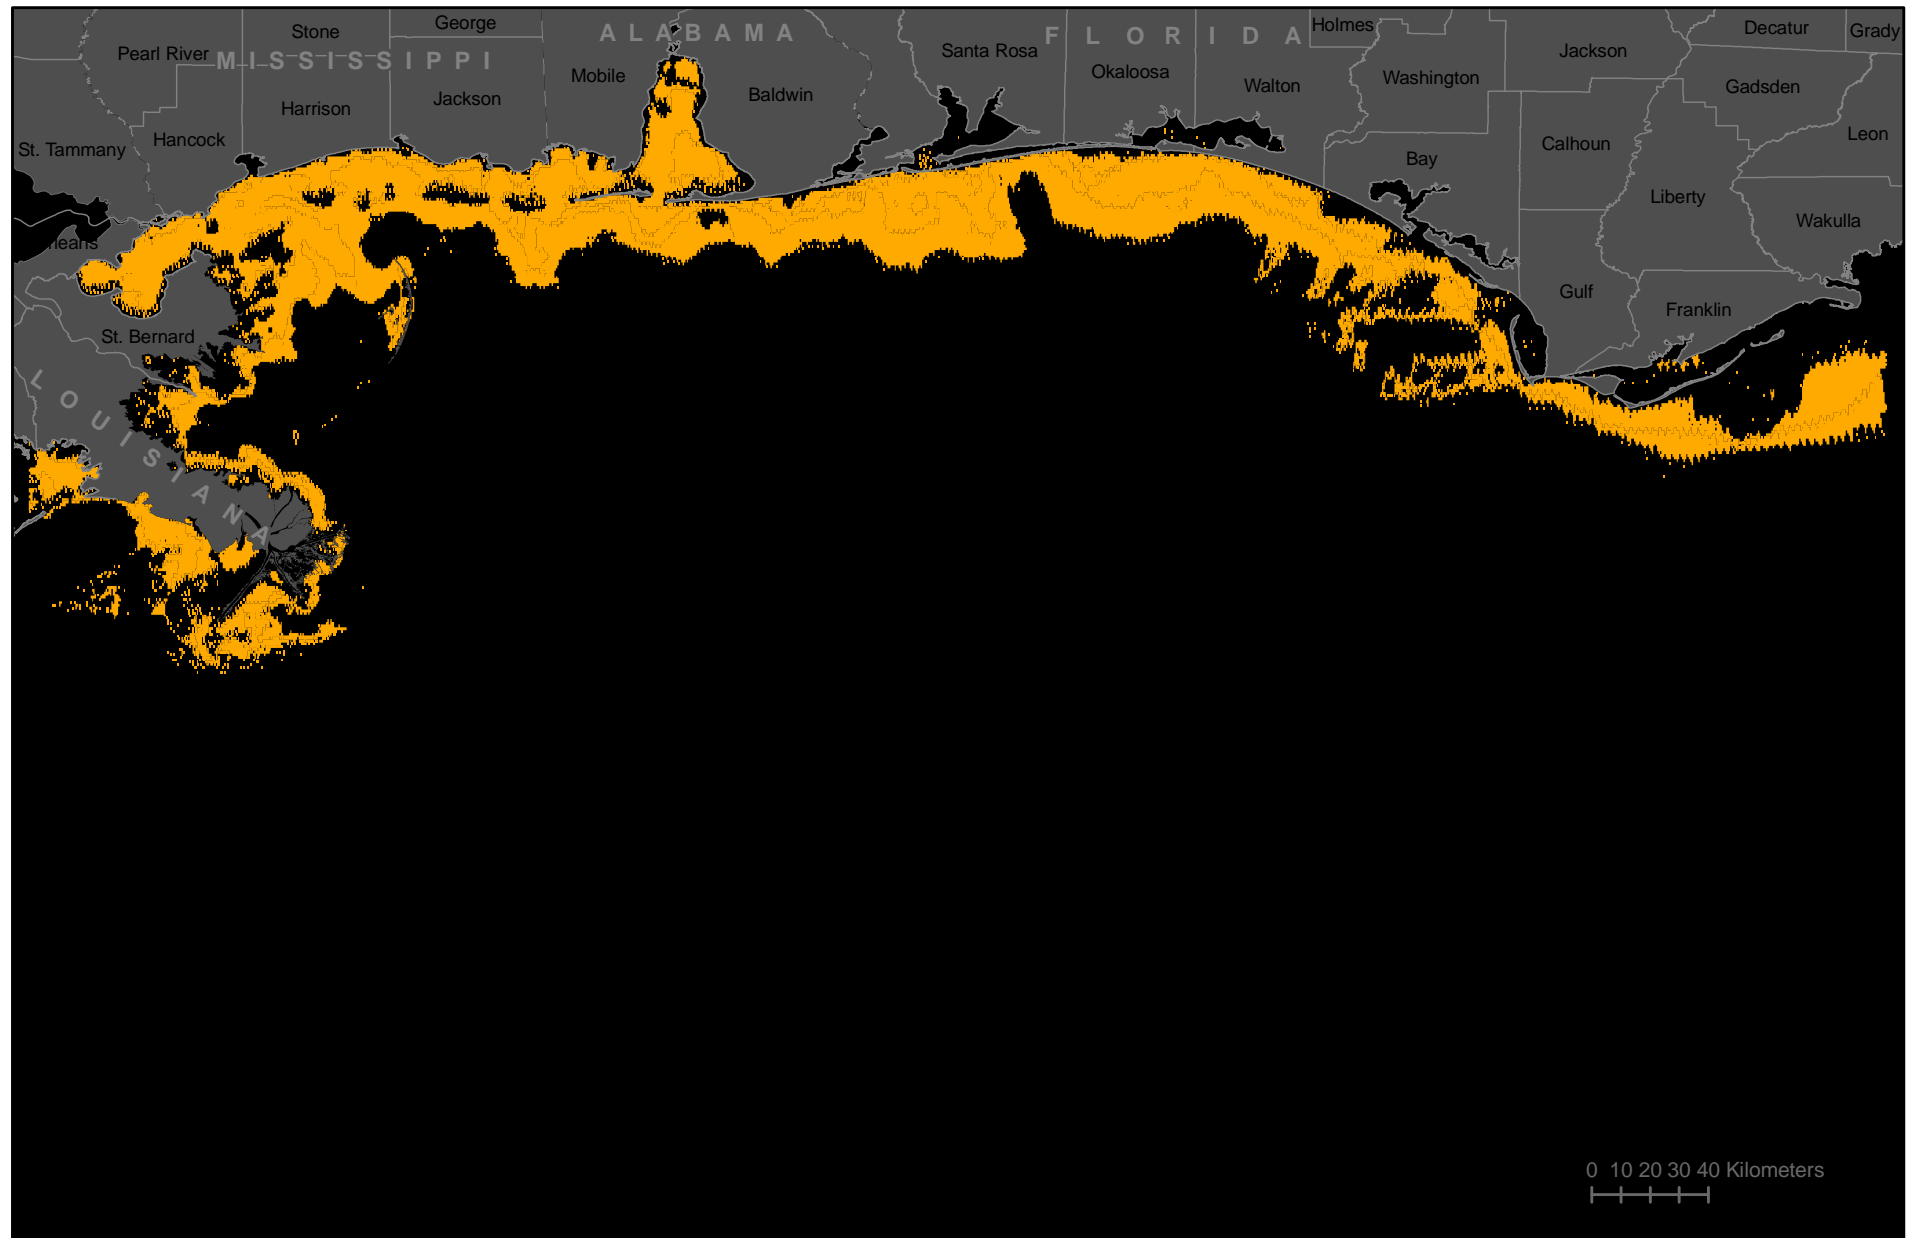 George
Holmes
Stone
ALABAMA
FLORIDA
Decatur
Grady
Pearl River
MISSISSIPPI
Santa Rosa
Jackson
Mobile
Okaloosa
Washington
Walton
Gadsden
Jackson
Baldwin
Harrison
Hancock
Calhoun
Leon
St. Tammany
Bay
Liberty
Wakulla
leans
Gulf
Franklin
St. Bernard
LOUISIANA
0 10 20 30 40 Kilometers